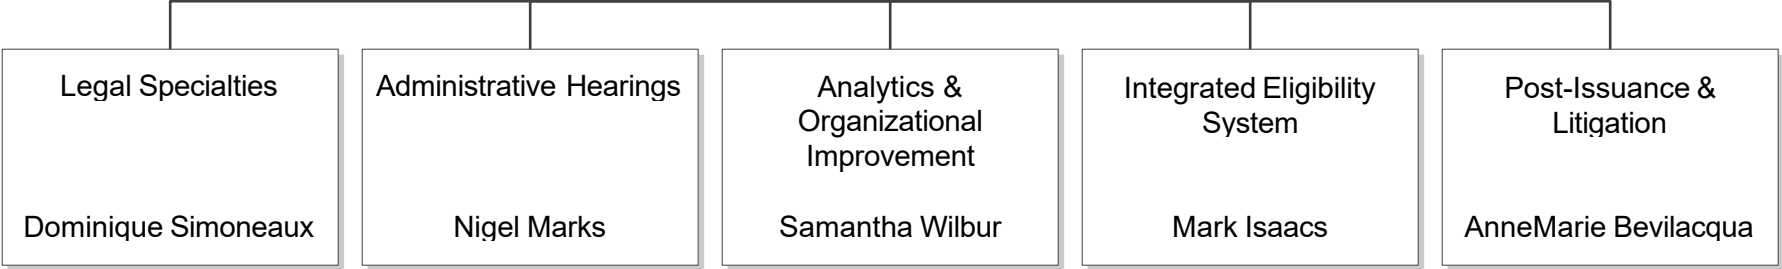 Legal Specialties
Dominique Simoneaux
Administrative Hearings
Nigel Marks
Analytics &
Organizational
Improvement
Samantha Wilbur
Integrated Eligibility
System
Mark Isaacs
Post-Issuance &
Litigation
AnneMarie Bevilacqua